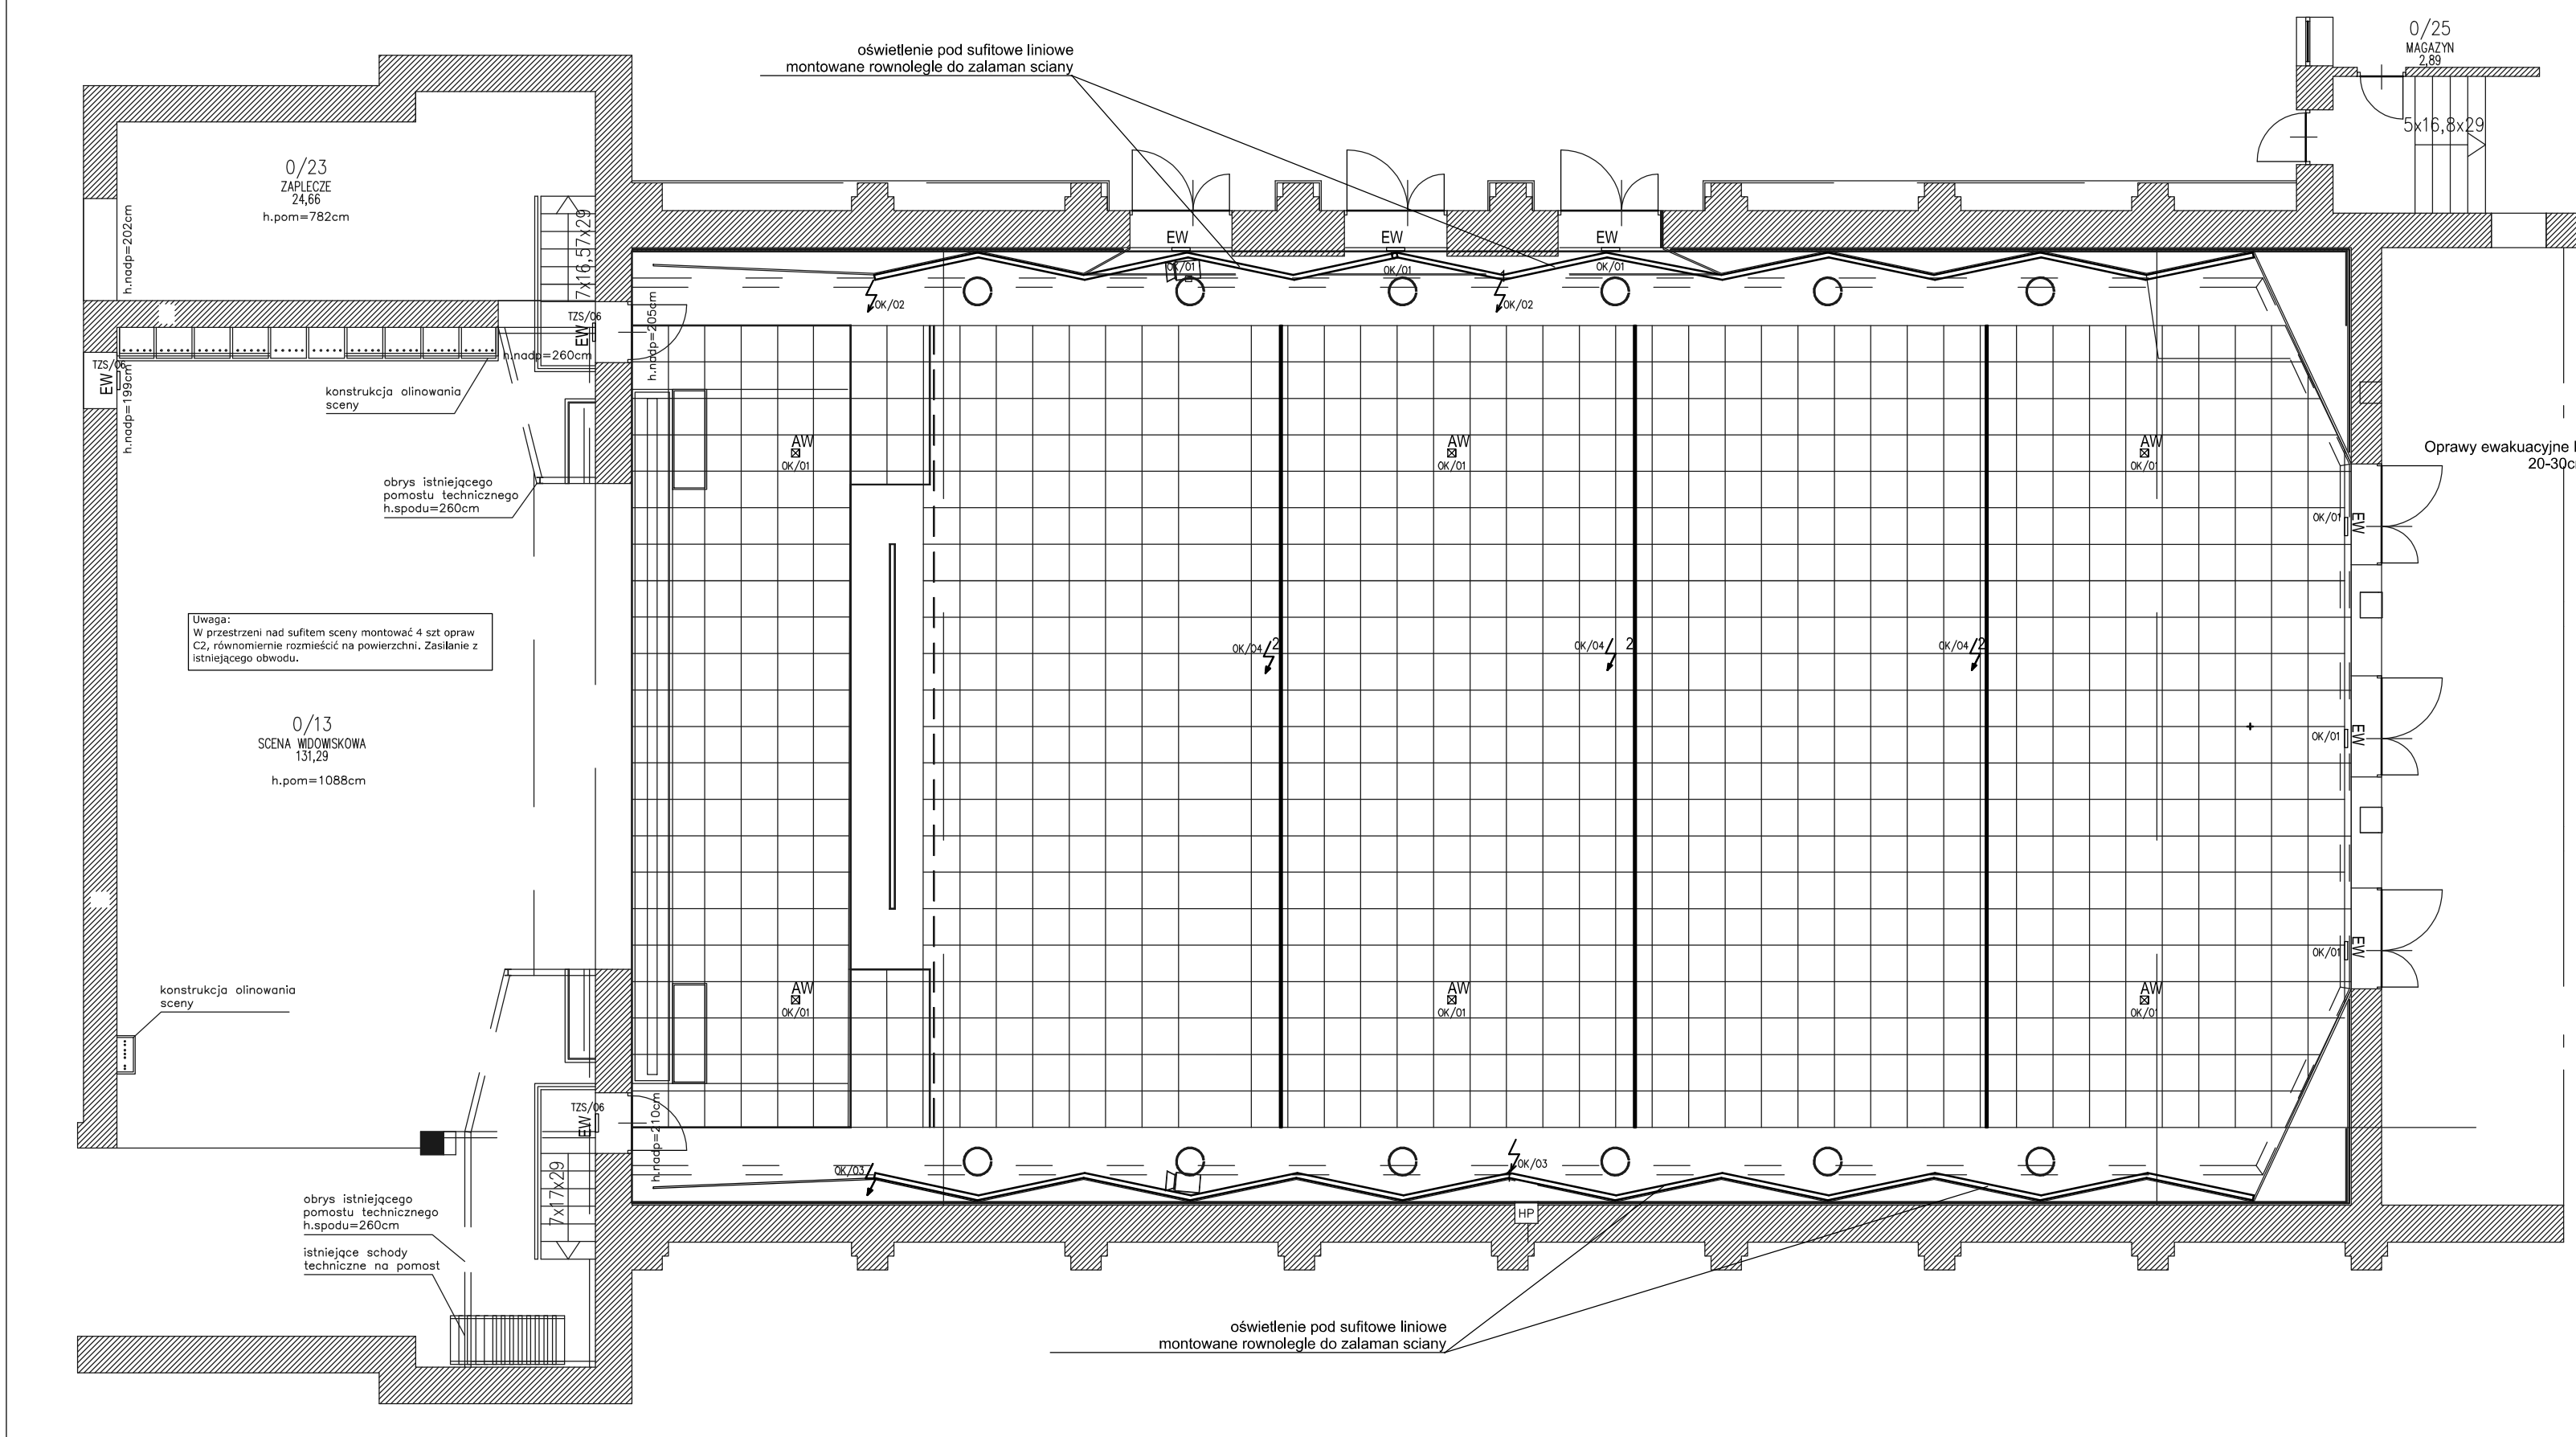 oświetlenie pod sufitowe liniowe
montowane rownolegle do zalaman sciany
0/25
MAGAZYN
2,89
5x16,8x29
0/23
ZAPLECZE
24,66
h.pom=782cm
h.nadp=202cm
7x16,57x29
EW
EW
EW
OK/01
OK/01
OK/01
OK/02
OK/02
TZS/06
EW
h.nadp=205cm
h.nadp=260cm
TZS/06
EW
h.nadp=199cm
konstrukcja olinowania
sceny
AW
OK/01
AW
OK/01
AW
OK/01
Oprawy ewakuacyjne
obrys istniejącego
pomostu technicznego
h.spodu=260cm
OK/01
EW
Uwaga:
W przestrzeni nad sufitem sceny montować 4 szt opraw
C2, równomiernie rozmieścić na powierzchni. Zasilanie z
istniejącego obwodu.
OK/04
2
OK/04
2
OK/04
2
0/13
SCENA WIDOWISKOWA
131,29
h.pom=1088cm
OK/01
EW
OK/01
EW
konstrukcja olinowania
sceny
AW
OK/01
AW
OK/01
AW
OK/01
TZS/06
EW
h.nadp=210cm
7x17x29
OK/03
OK/03
HP
obrys istniejącego
pomostu technicznego
h.spodu=260cm
istniejące schody
techniczne na pomost
oświetlenie pod sufitowe liniowe
montowane rownolegle do zalaman sciany